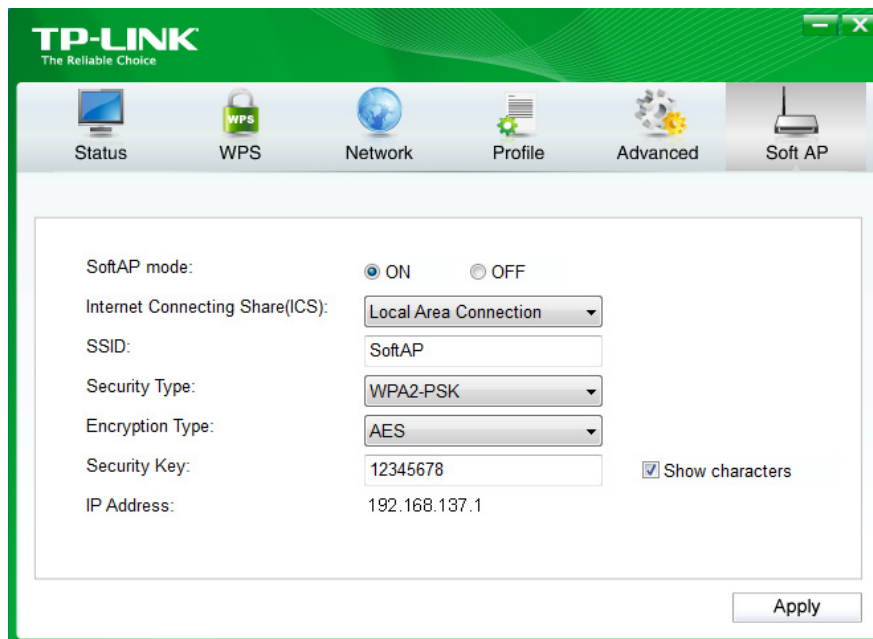 TP-LINK
The Reliable Choice
WPS
Status WPS Network Profile Advanced Soft AP
SoftAP mode: ON OFF
Internet Connecting Share(ICS): Local Area Connection
SSID: SoftAP
Security Type: WPA2-PSK
Encryption Type: AES
Security Key: 12345678 Show characters
IP Address: 192.168.137.1
Apply